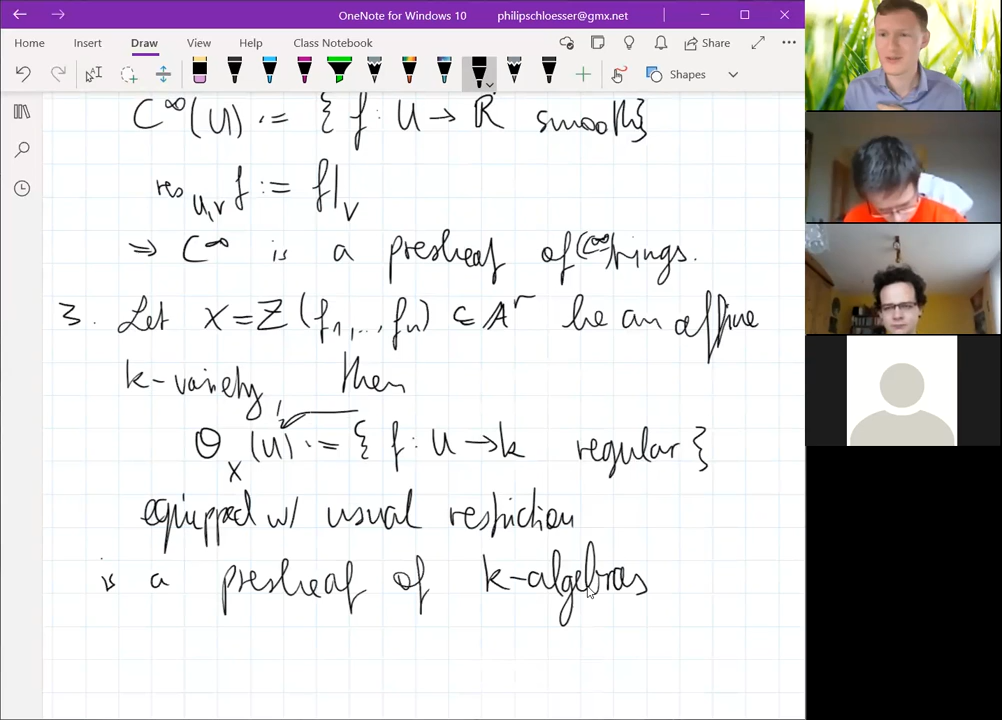 OneNote for Windows 10
philipschloesser@gmx.net
Home Insert Draw View Help Class Notebook Share
Shapes
C^∞(U) := { f : U → ℝ smooth}
res_{U,V} f := f|_V
⇒ C^∞ is a presheaf of (C^∞)rings.
3. Let X = Z(f_1,…,f_n) ⊆ 𝔸^r be an affine
k-variety, then
O_X(U) := { f : U → k regular }
equipped w/ usual restriction
is a presheaf of k-algebras